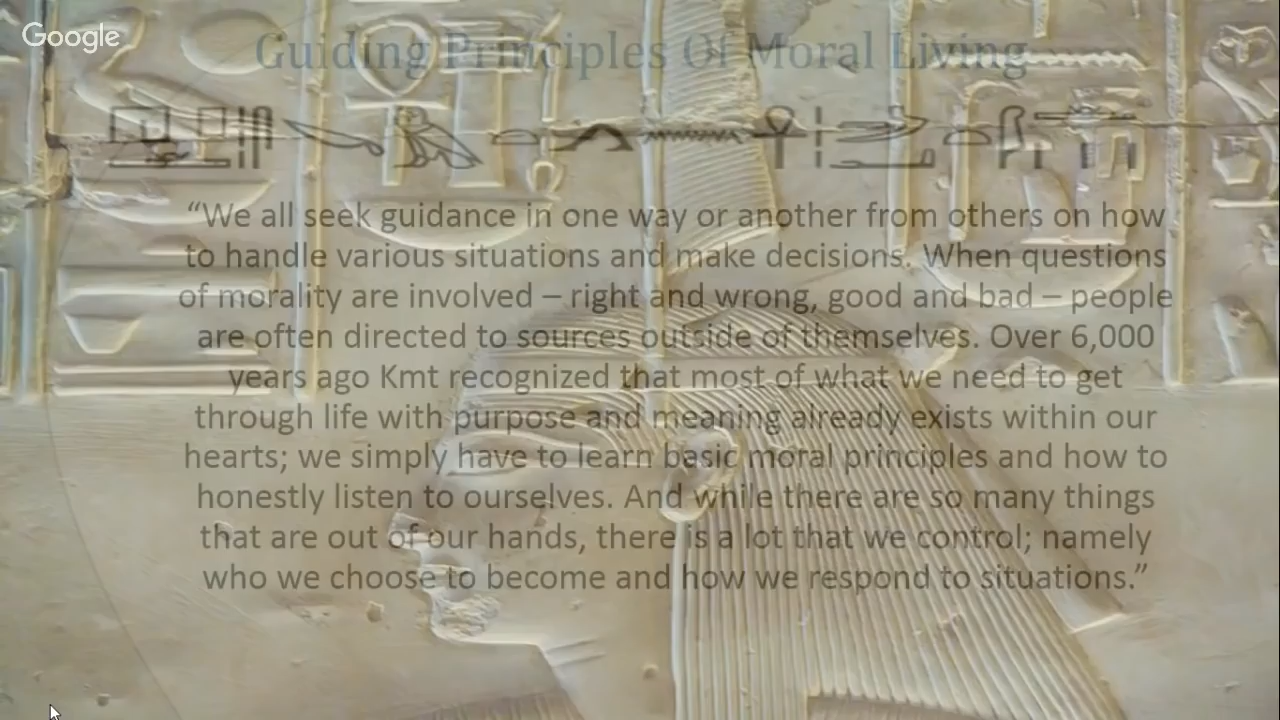 Google
Guiding Principles Of Moral Living
“We all seek guidance in one way or another from others on how
to handle various situations and make decisions. When questions
of morality are involved – right and wrong, good and bad – people
are often directed to sources outside of themselves. Over 6,000
years ago Kmt recognized that most of what we need to get
through life with purpose and meaning already exists within our
hearts; we simply have to learn basic moral principles and how to
honestly listen to ourselves. And while there are so many things
that are out of our hands, there is a lot that we control; namely
who we choose to become and how we respond to situations.”